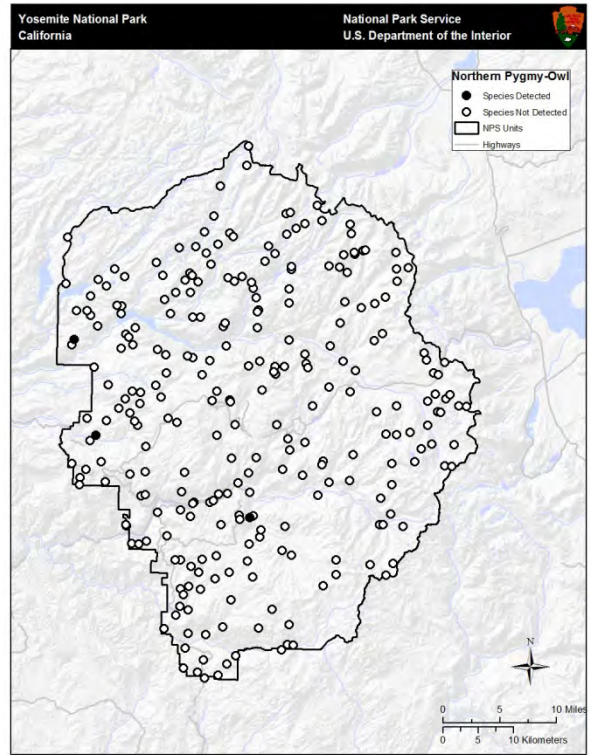 Yosemite National Park
California
National Park Service
U.S. Department of the Interior
Northern Pygmy-Owl
Species Detected
Species Not Detected
NPS Units
Highways
N
0 5 10 Miles
0 5 10 Kilometers